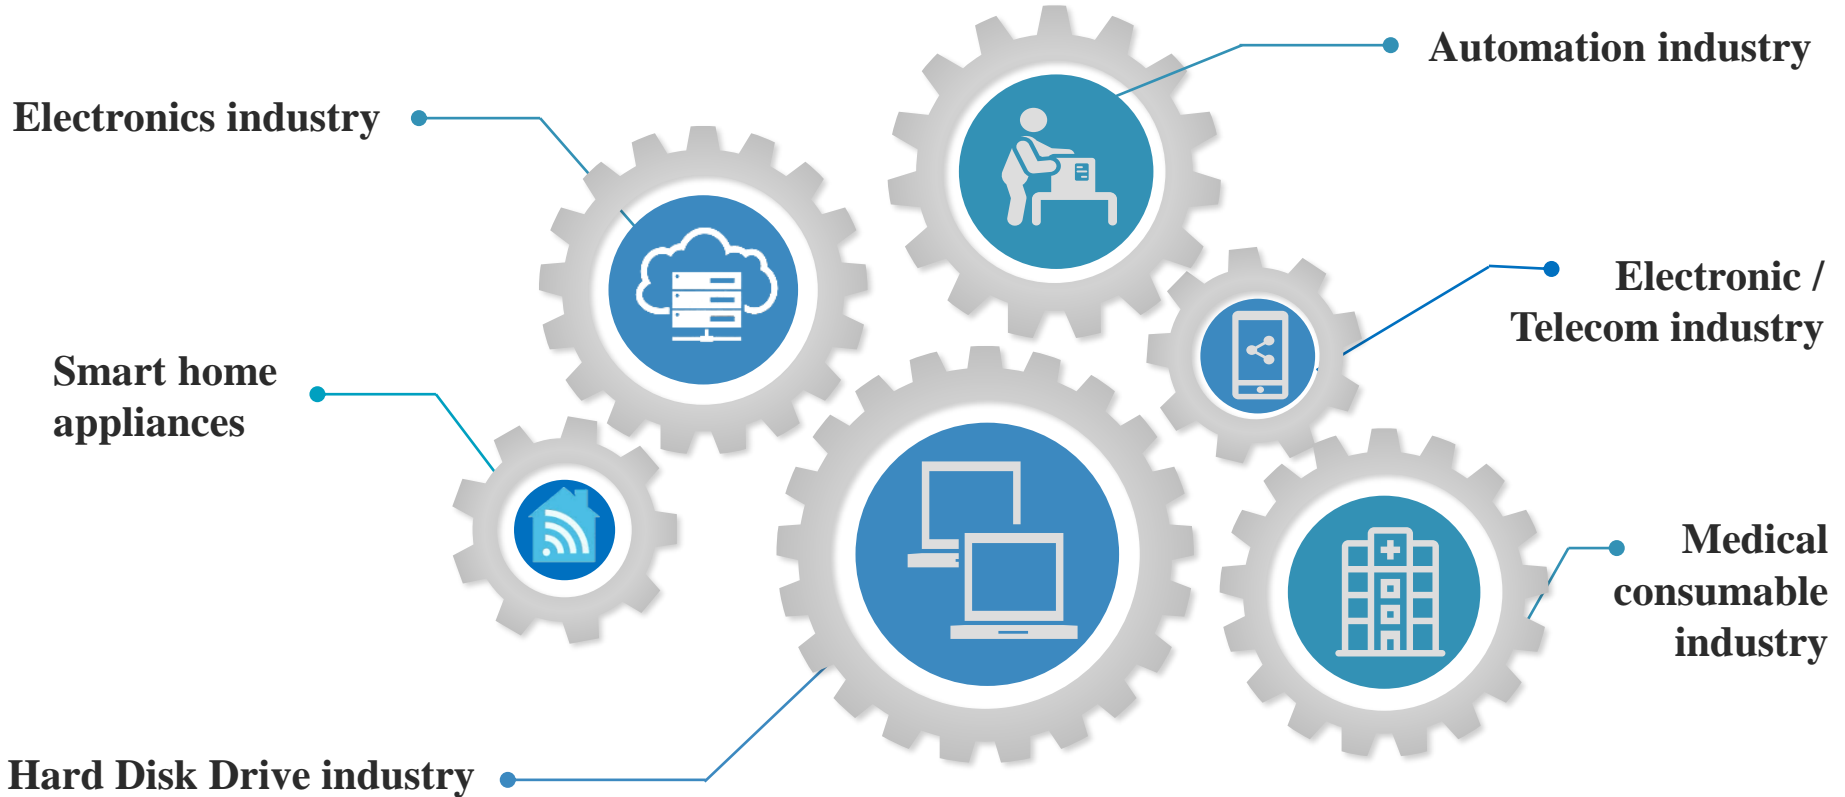 Automation industry
Electronics industry
Electronic /
Telecom industry
Smart home
appliances
Medical
consumable
industry
Hard Disk Drive industry